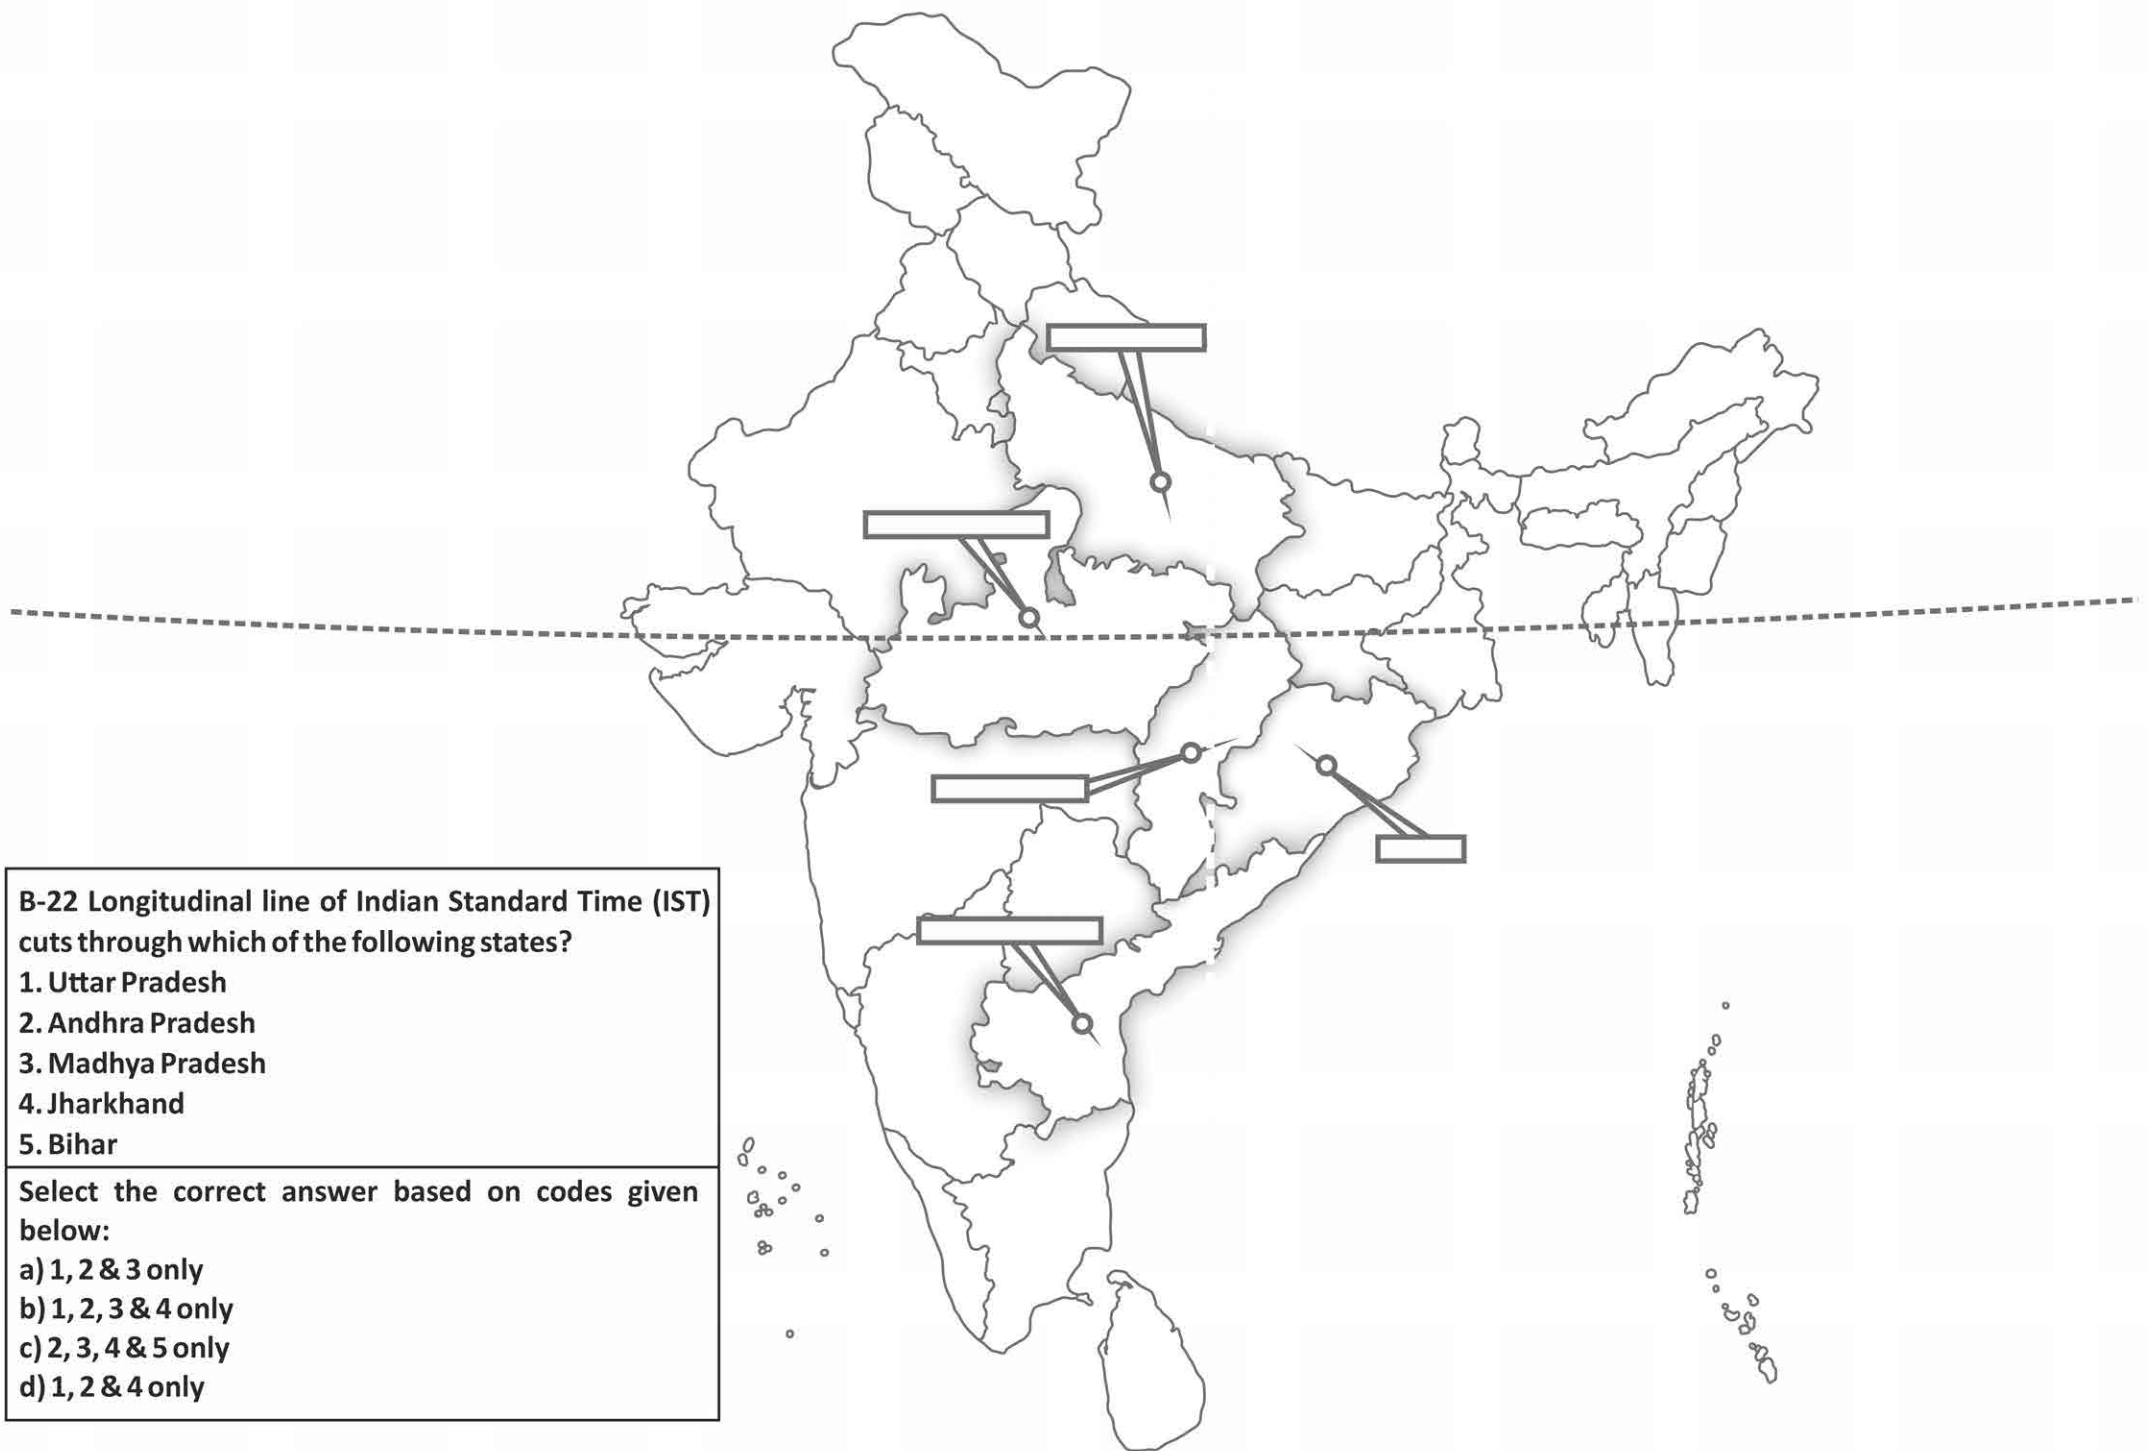 B-22 Longitudinal line of Indian Standard Time (IST)
cuts through which of the following states?
1. Uttar Pradesh
2. Andhra Pradesh
3. Madhya Pradesh
4. Jharkhand
5. Bihar
Select the correct answer based on codes given
below:
a) 1, 2 & 3 only
b) 1, 2, 3 & 4 only
c) 2, 3, 4 & 5 only
d) 1, 2 & 4 only